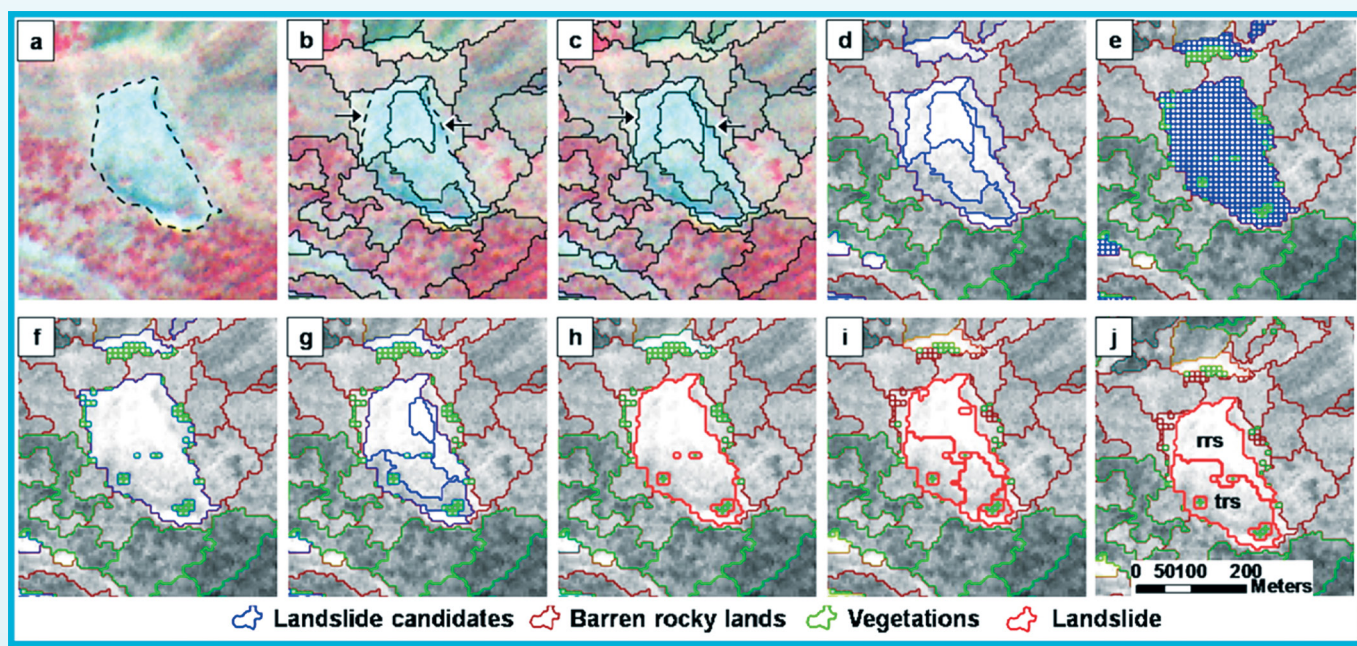 a
b
c
d
e
f
g
h
i
j
rrs
trs
0 50100 200
Meters
Landslide candidates Barren rocky lands Vegetations Landslide